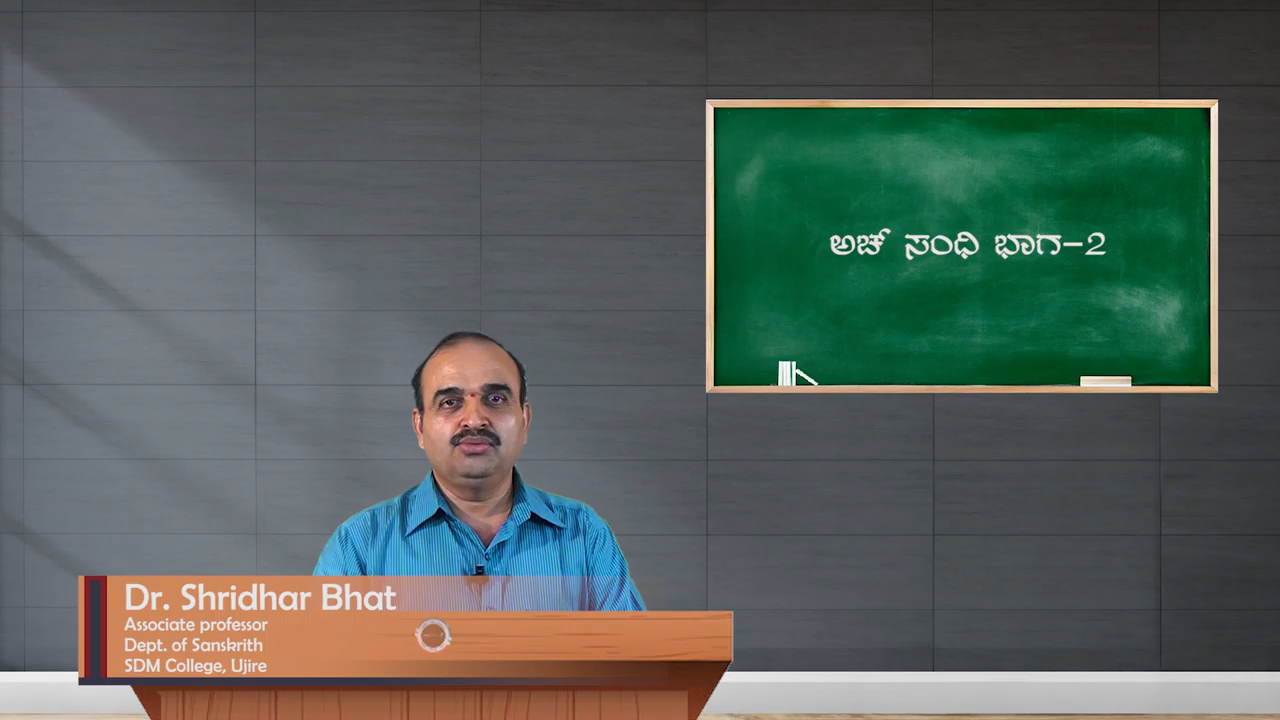 ಅಚ್ ಸಂಧಿ ಭಾಗ-2
Dr. Shridhar Bhat
Associate professor
Dept. of Sanskrith
SDM College, Ujire